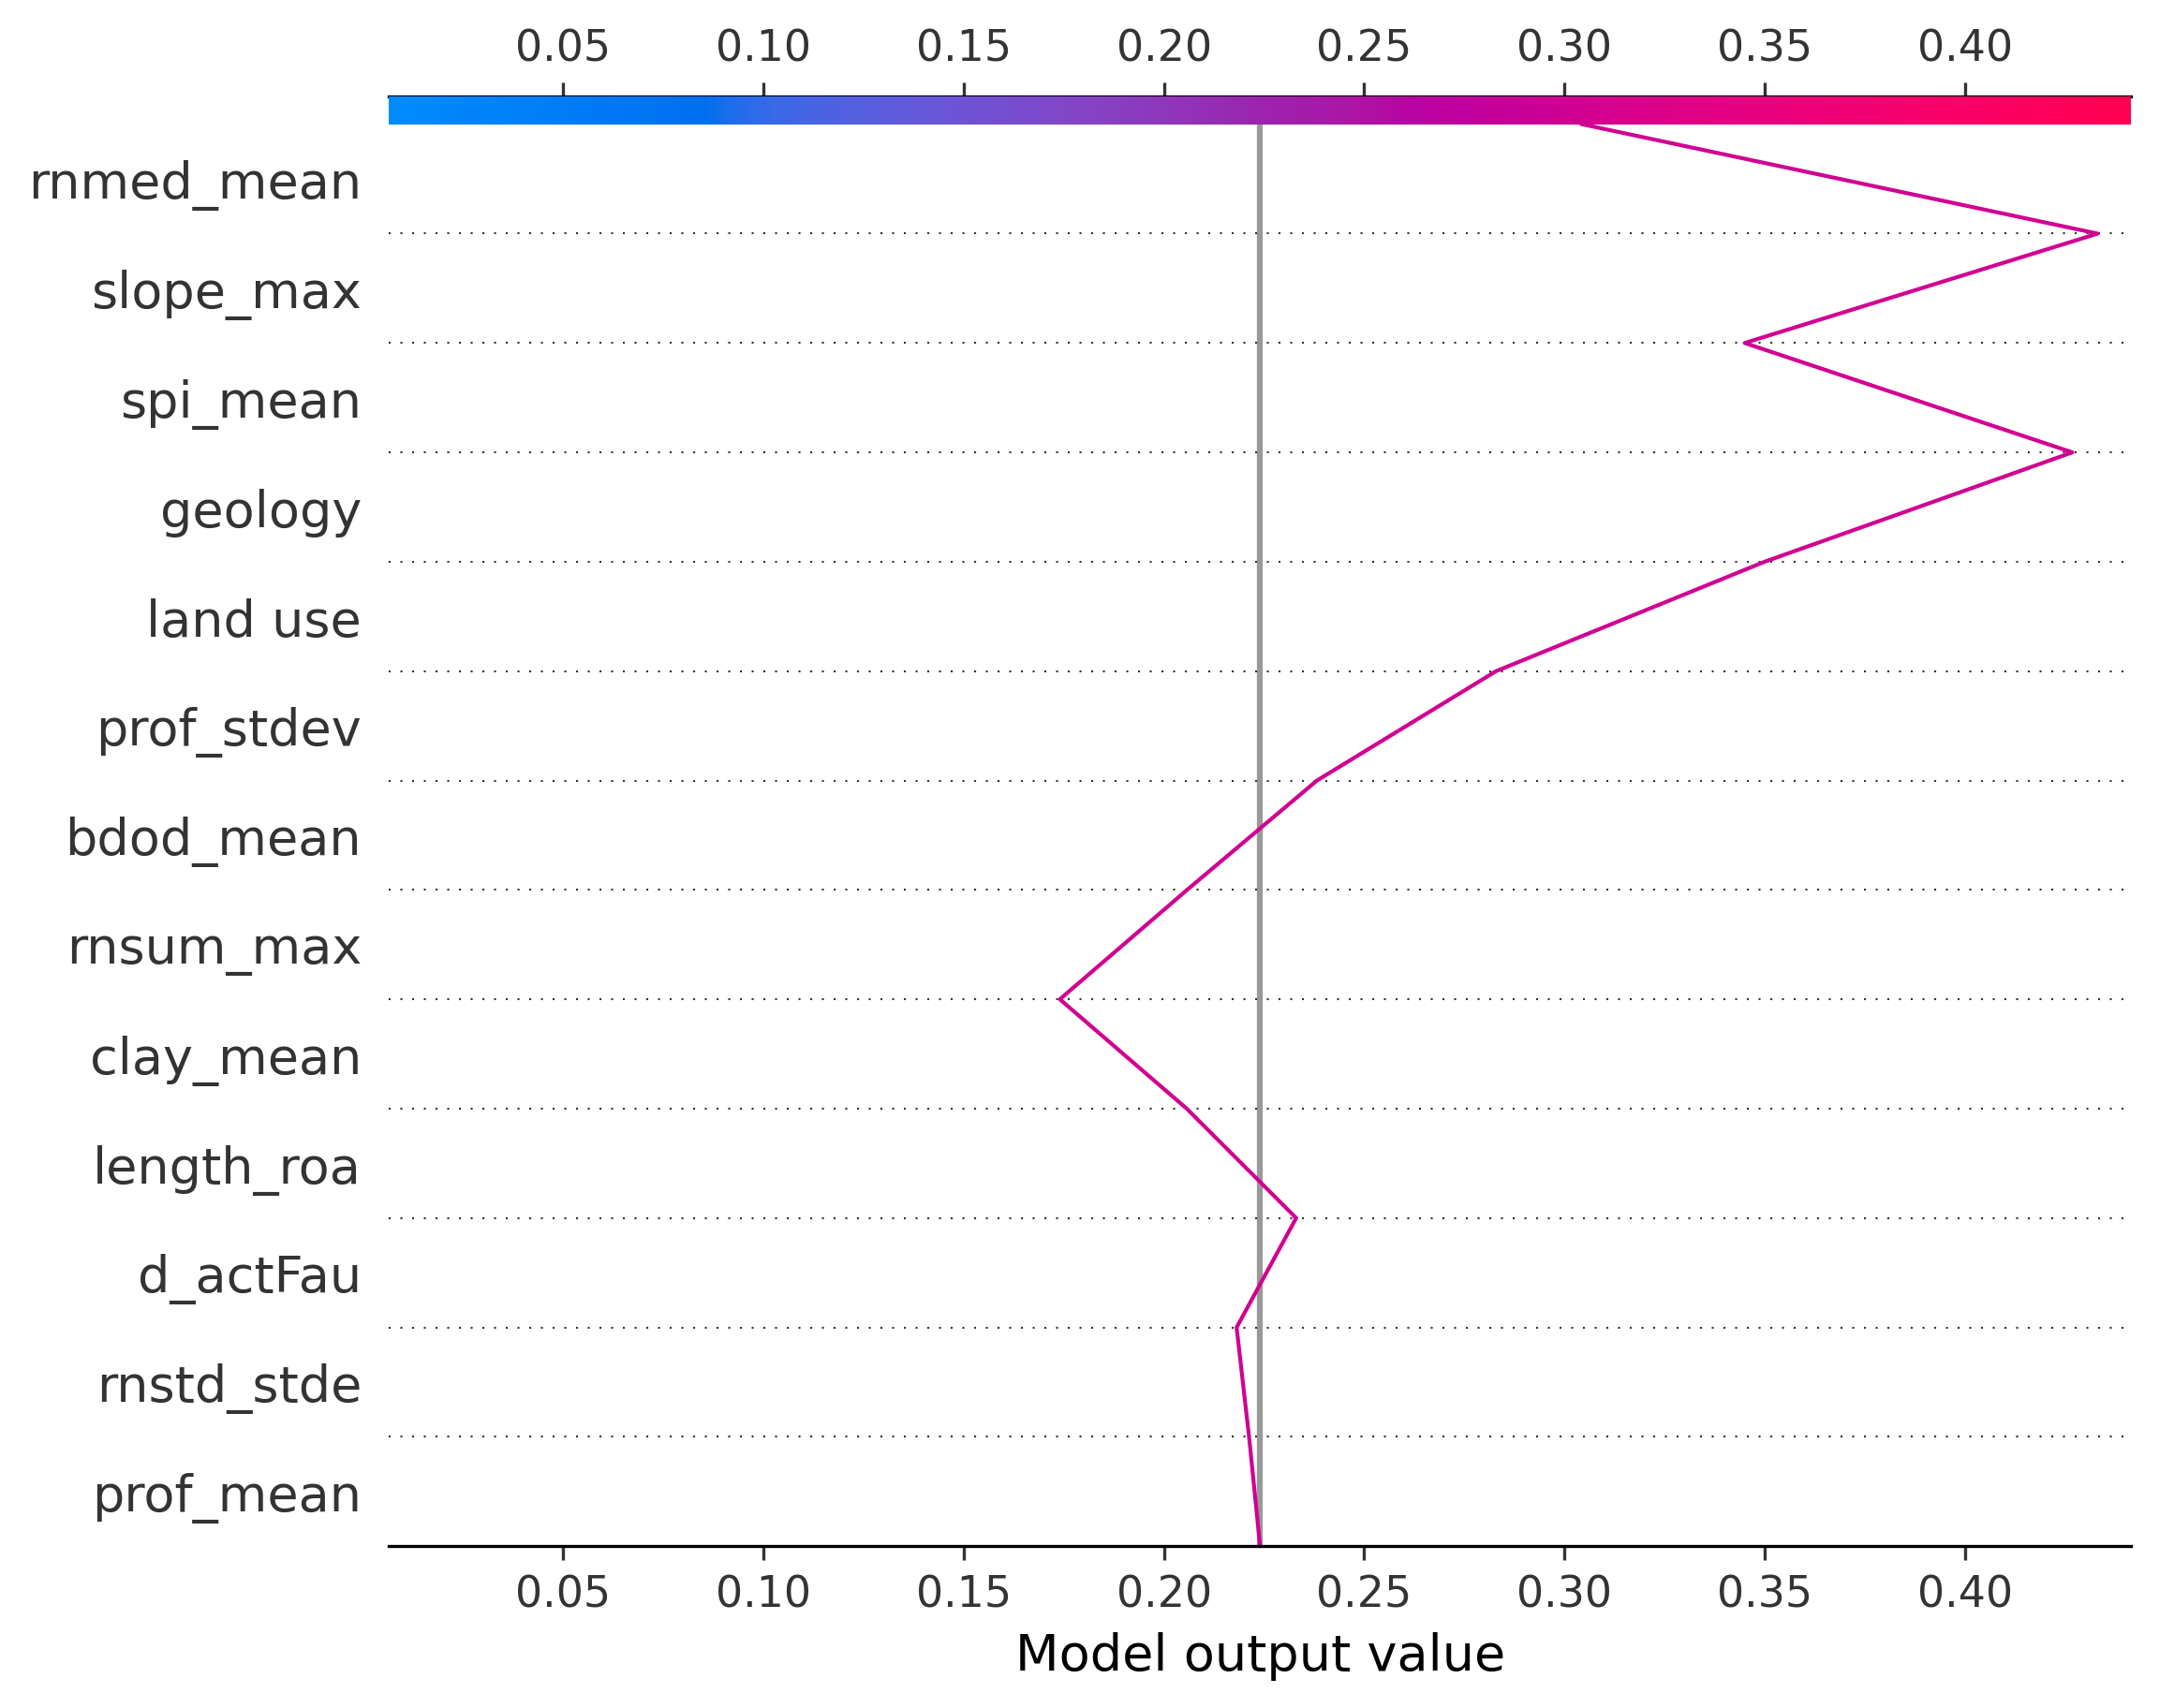 0.05 0.10 0.15 0.20 0.25 0.30 0.35 0.40
rnmed_mean
slope_max
spi_mean
geology
land use
prof_stdev
bdod_mean
rnsum_max
clay_mean
length_roa
d_actFau
rnstd_stde
prof_mean
0.05 0.10 0.15 0.20 0.25 0.30 0.35 0.40
Model output value